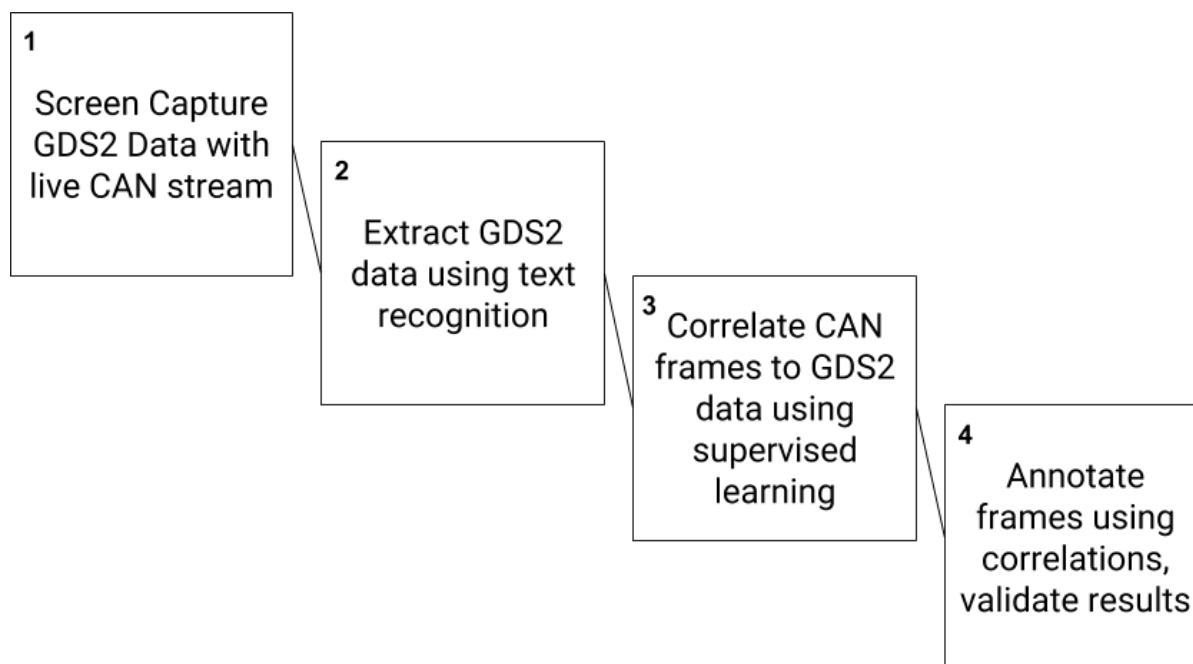 1
Screen Capture
GDS2 Data with
live CAN stream
2
Extract GDS2
data using text
recognition
3
Correlate CAN
frames to GDS2
data using
supervised
learning
4
Annotate
frames using
correlations,
validate results